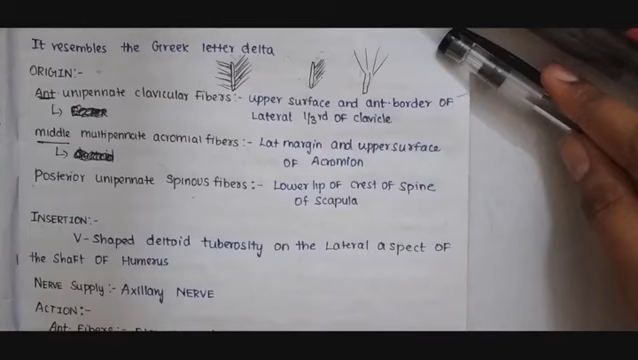 It resembles the Greek letter delta
ORIGIN:-
Ant unipennate clavicular Fibers:- upper surface and ant. border OF
Lateral 1/3rd OF clavicle
middle multipennate acromial fibers:- Lat margin and upper surface
OF Acromion
Posterior unipennate spinous fibers:- Lower lip OF crest OF spine
OF scapula
INSERTION:-
V-shaped deltoid tuberosity on the Lateral aspect OF
the shaft OF Humerus
NERVE Supply:- Axillary NERVE
ACTION:-
Ant Fibers:-